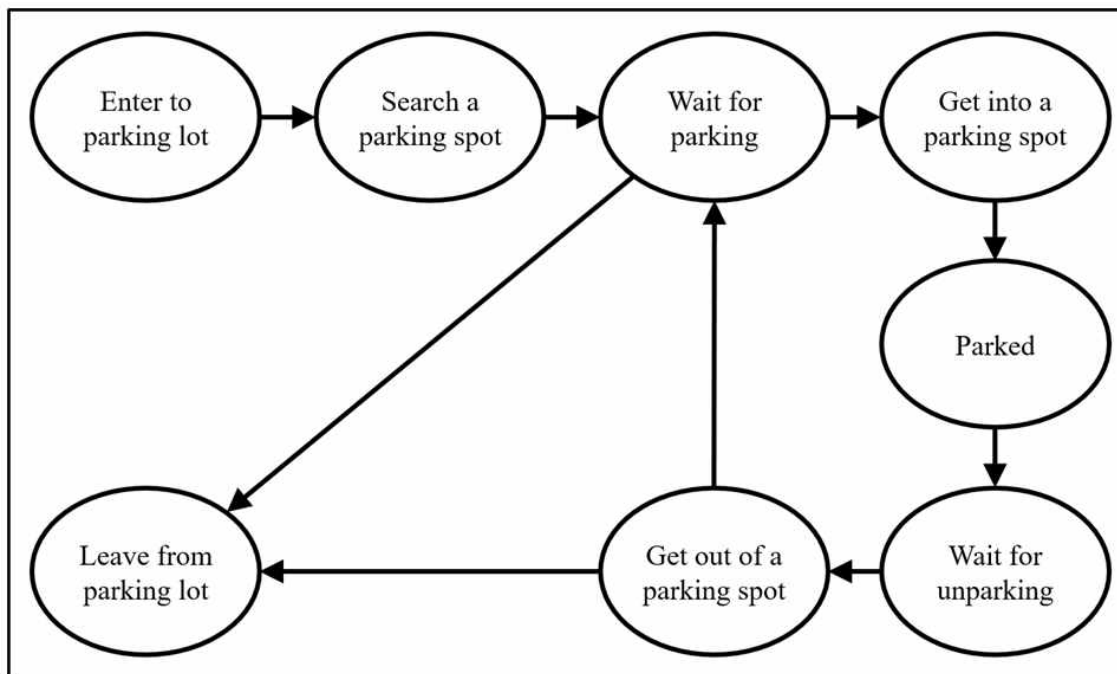 Enter to
parking lot
Search a
parking spot
Wait for
parking
Get into a
parking spot
Parked
Leave from
parking lot
Get out of a
parking spot
Wait for
unparking